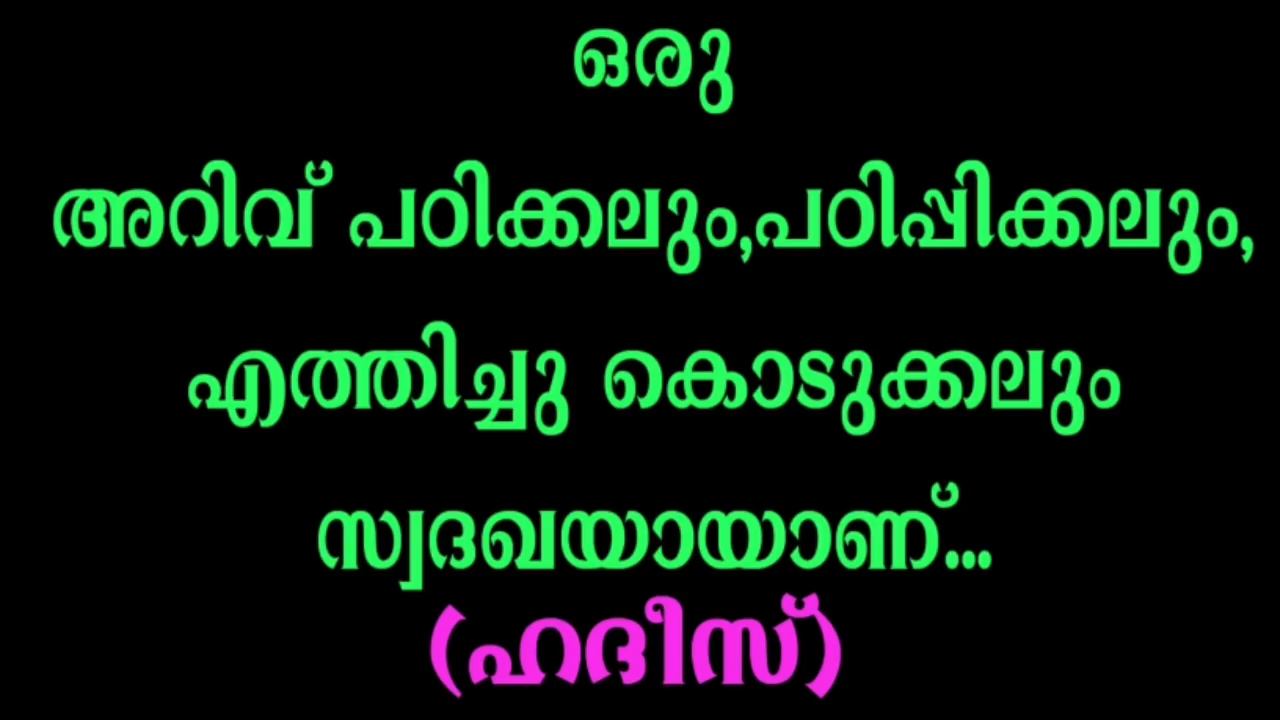 ഒരു
അറിവ് പഠിക്കലും,പഠിപ്പിക്കലും,
എത്തിച്ചു കൊടുക്കലും
സ്വദഖയായാണ്...
(ഹദീസ്)